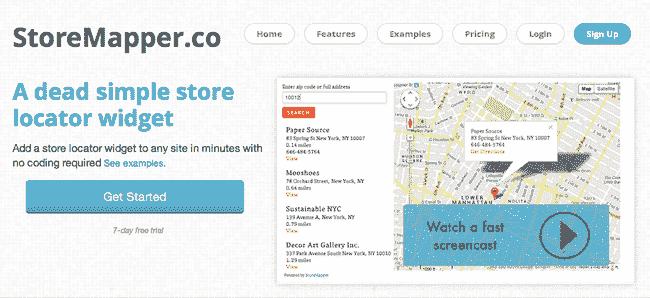 StoreMapper.co
Home
Features
Examples
Pricing
Login
Sign Up
A dead simple store
locator widget
Add a store locator widget to any site in minutes with
no coding required See examples.
Get Started
7-day free trial
Enter zip code or full address
10012
SEARCH
Paper Source
83 Spring St New York, NY 10007
0.14 miles
646-484-5764
View
Mooshoes
78 Orchard Street, New York, NY
0.64 miles
View
Sustainable NYC
139 Avenue A, New York, NY
0.79 miles
View
Decor Art Gallery Inc.
337 Park Avenue South New York, NY 10010
1.29 miles
View
Powered by StoreMapper
Map
Satellite
Paper Source
83 Spring St New York, NY 10007
646-484-5764
Get Directions
LOWER
MANHATTAN
NOLITA
Watch a fast
screencast